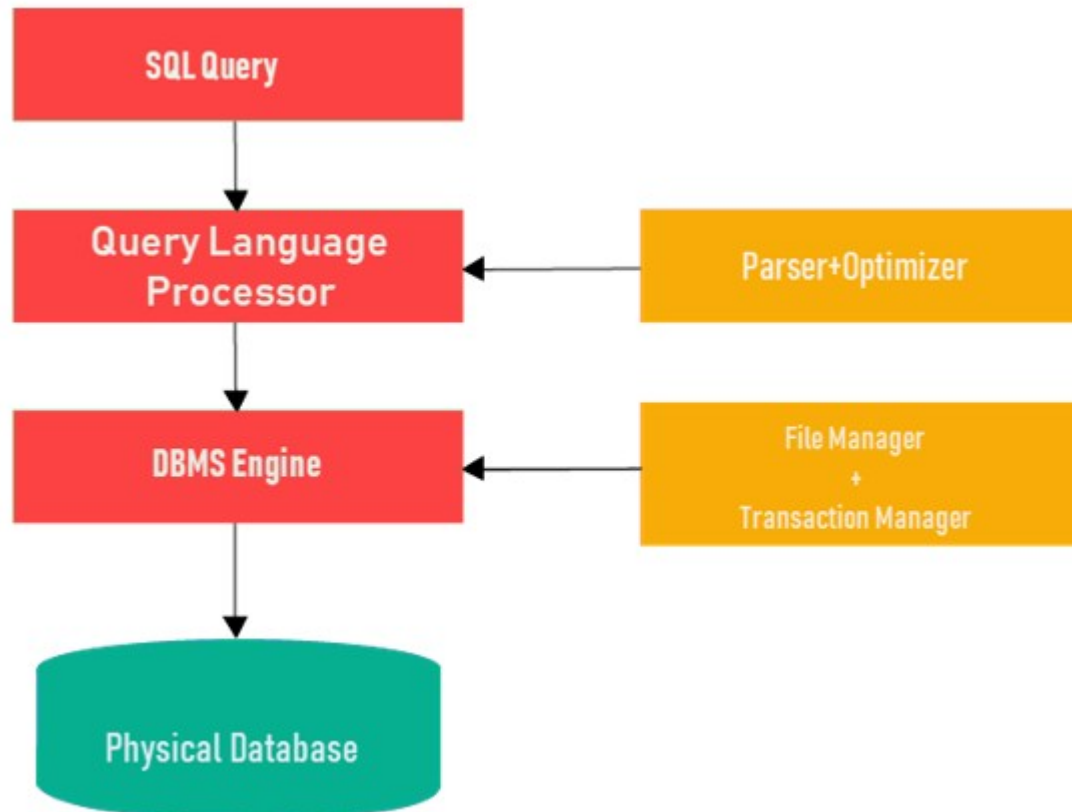 SQL Query
Query Language
Processor
Parser+Optimizer
DBMS Engine
File Manager
+
Transaction Manager
Physical Database